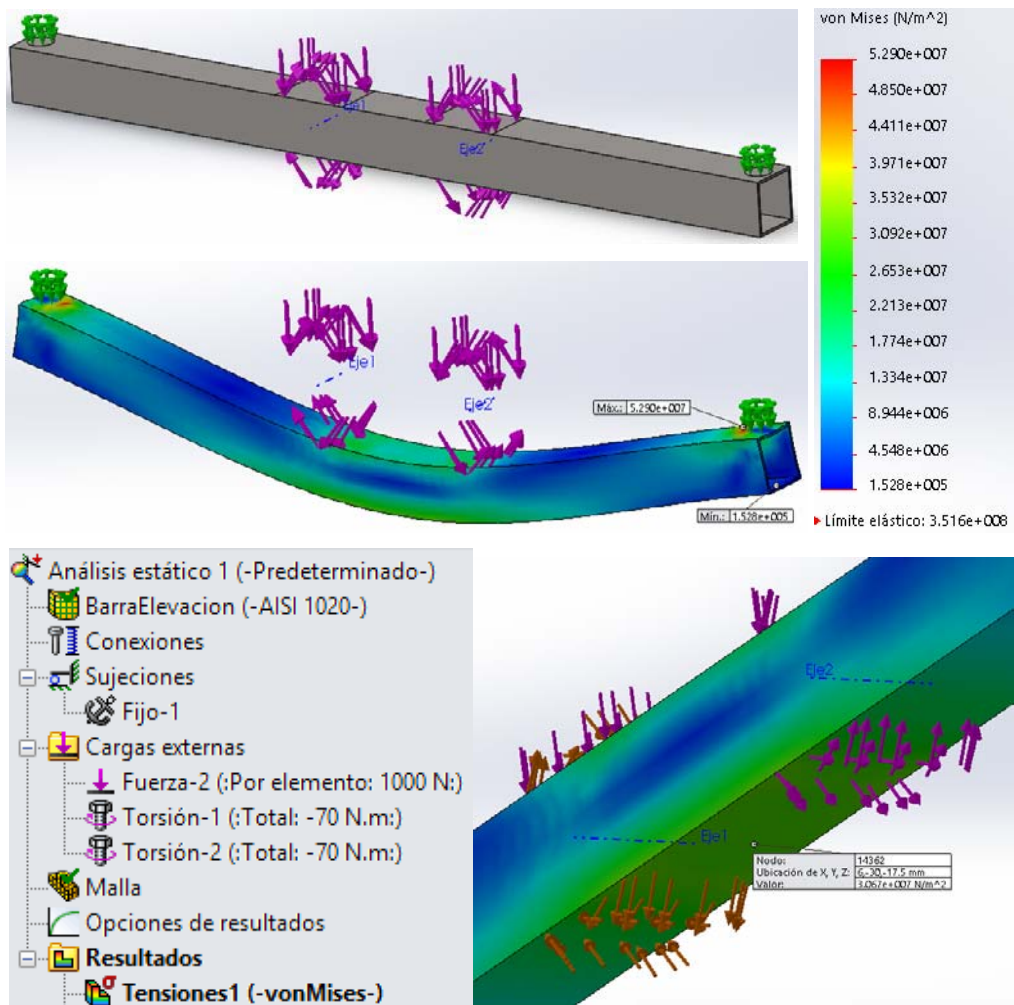 von Mises (N/m^2)
5.290e+007
4.850e+007
4.411e+007
3.971e+007
3.532e+007
3.092e+007
2.653e+007
2.213e+007
1.774e+007
1.334e+007
8.944e+006
4.548e+006
1.528e+005
Límite elástico: 3.516e+008
Eje1
Eje2
Eje1
Eje2
Máx.: 5.290e+007
Mín.: 1.528e+005
Análisis estático 1 (-Predeterminado-)
BarraElevacion (-AISI 1020-)
Conexiones
Sujeciones
Fijo-1
Cargas externas
Fuerza-2 (:Por elemento: 1000 N:)
Torsión-1 (:Total: -70 N.m:)
Torsión-2 (:Total: -70 N.m:)
Malla
Opciones de resultados
Resultados
Tensiones1 (-vonMises-)
Eje2
Eje1
Nodo: 14362
Ubicación de X, Y, Z: 6,-30,-17.5 mm
Valor: 3.067e+007 N/m^2